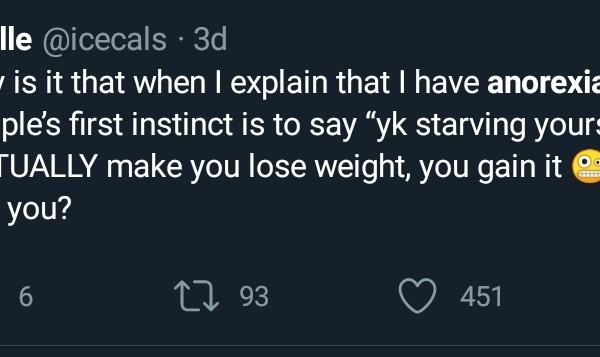 lle @icecals · 3d
is it that when I explain that I have anorexia
ple’s first instinct is to say “yk starving yours
TUALLY make you lose weight, you gain it 😬
you?
6 93 451